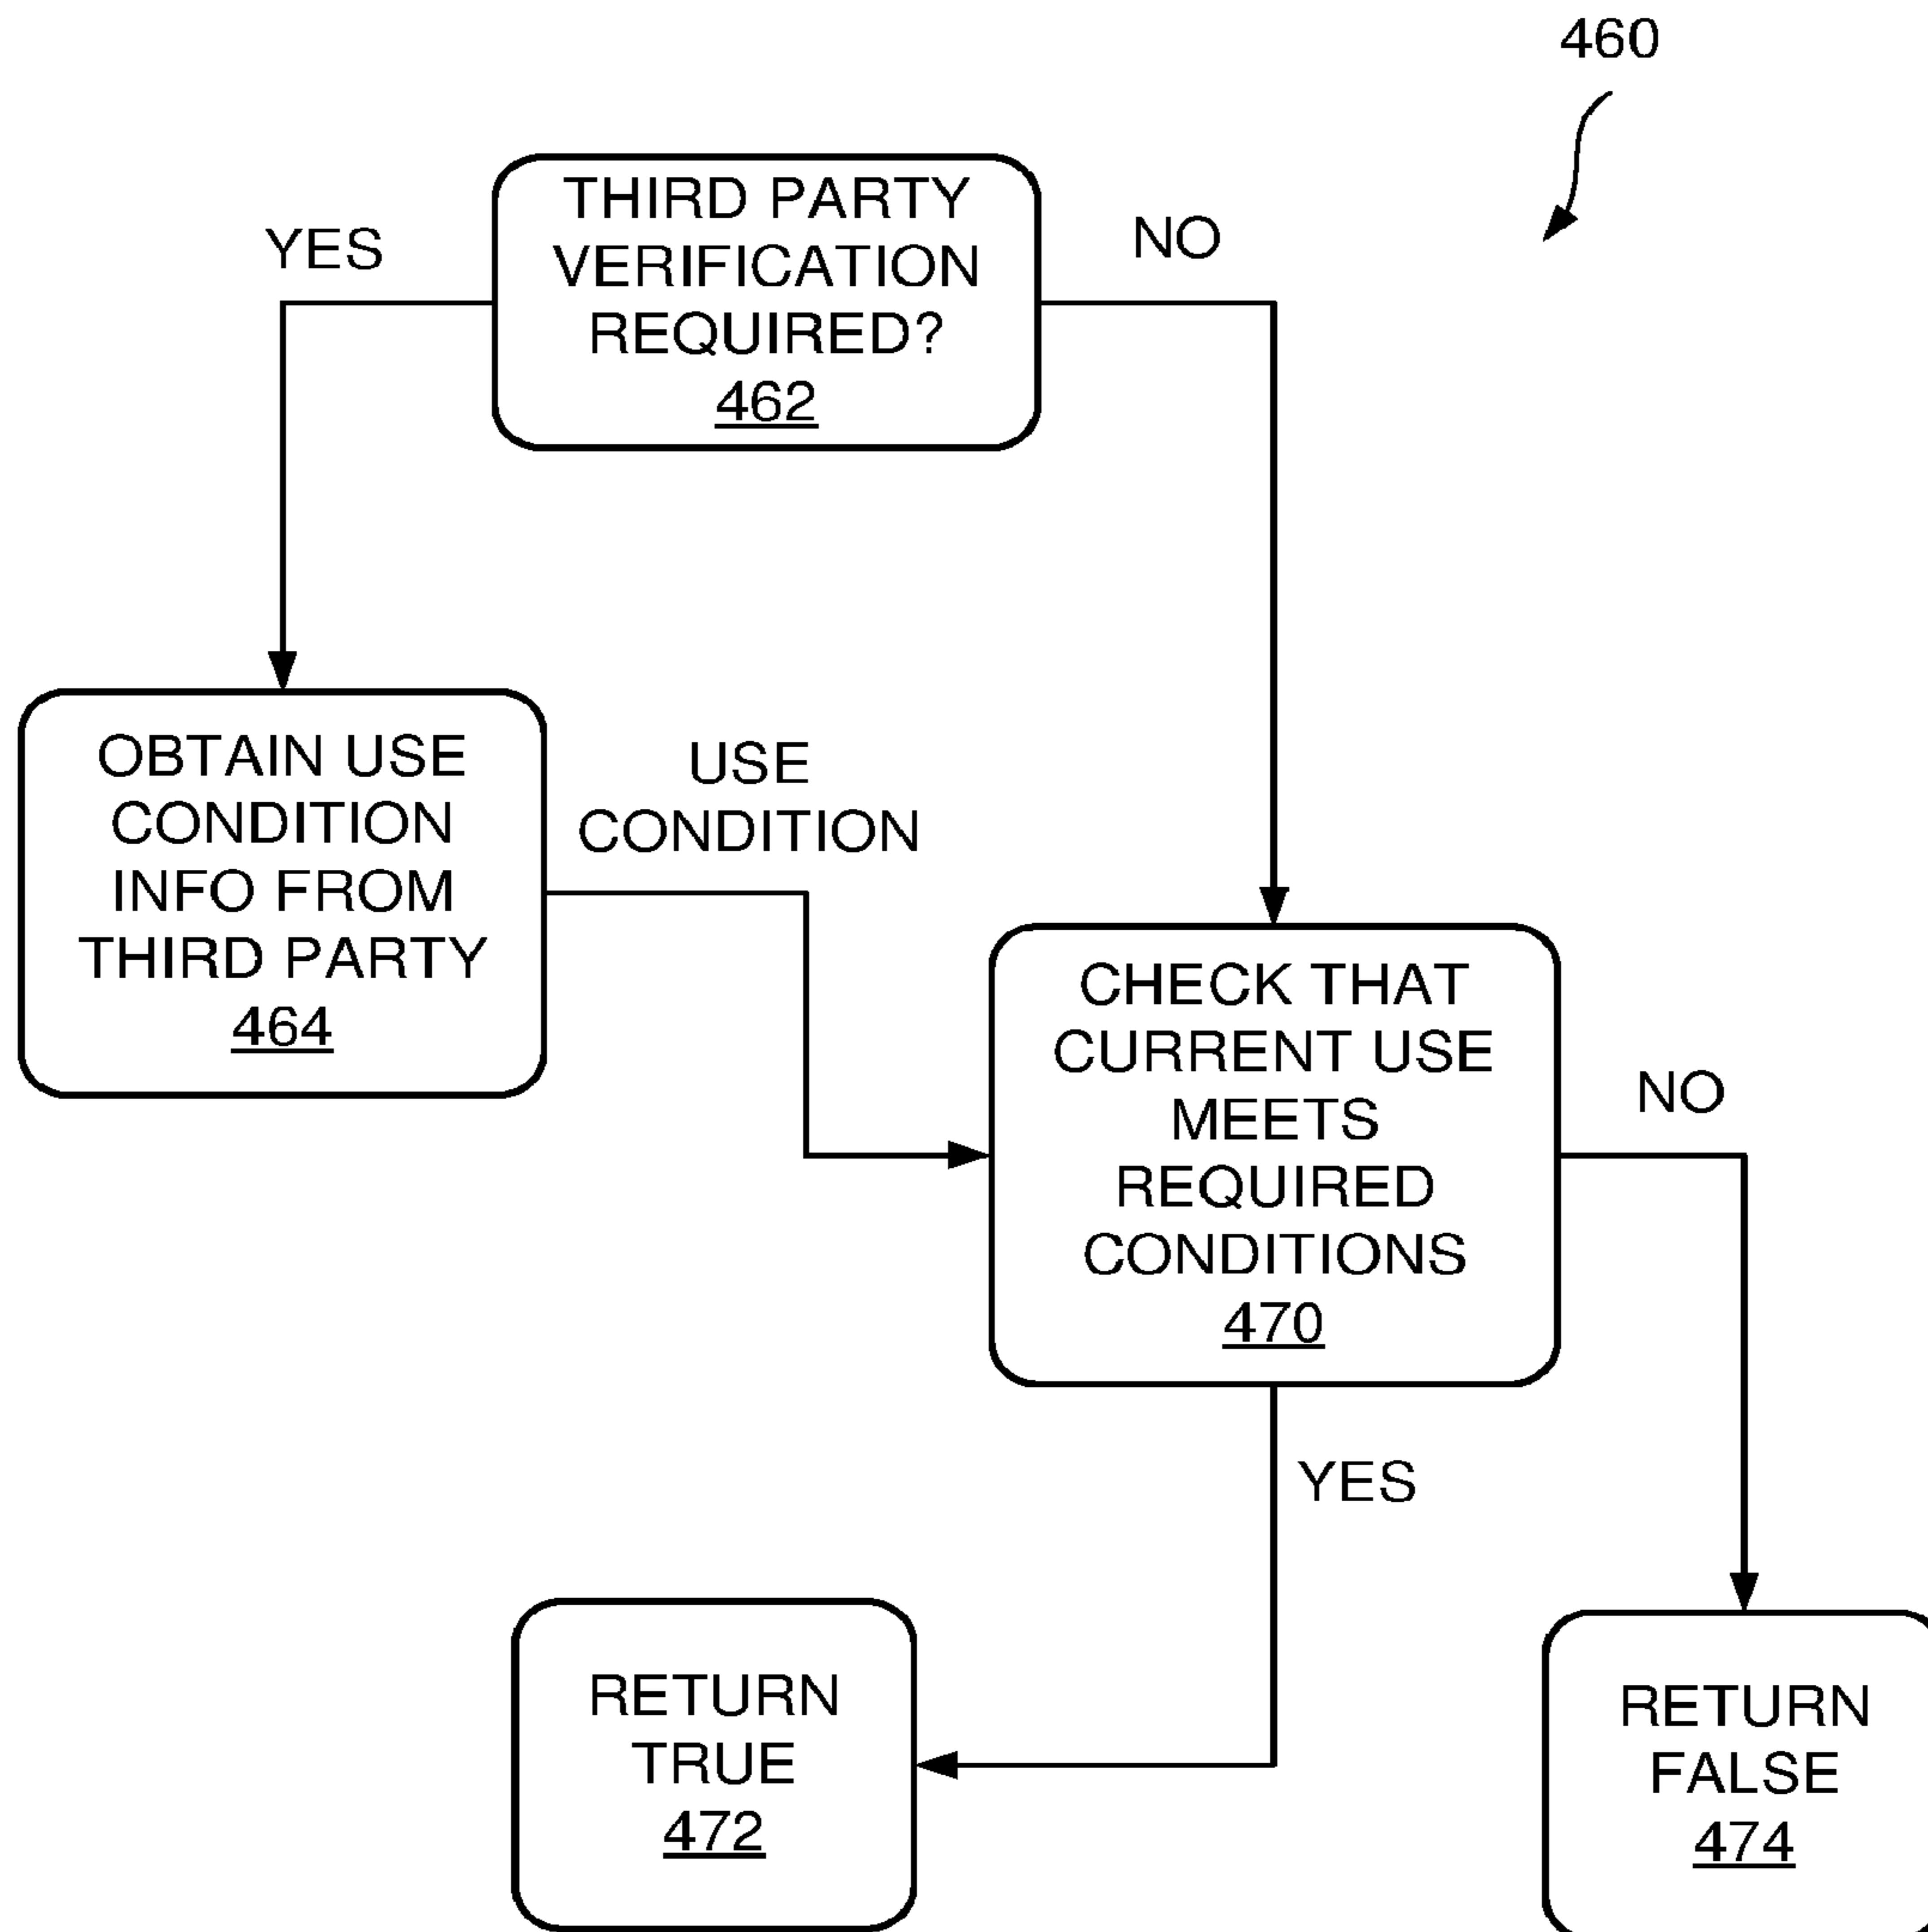 460
THIRD PARTY
VERIFICATION
REQUIRED?
462
YES
NO
OBTAIN USE
CONDITION
INFO FROM
THIRD PARTY
464
USE
CONDITION
CHECK THAT
CURRENT USE
MEETS
REQUIRED
CONDITIONS
470
NO
YES
RETURN
TRUE
472
RETURN
FALSE
474